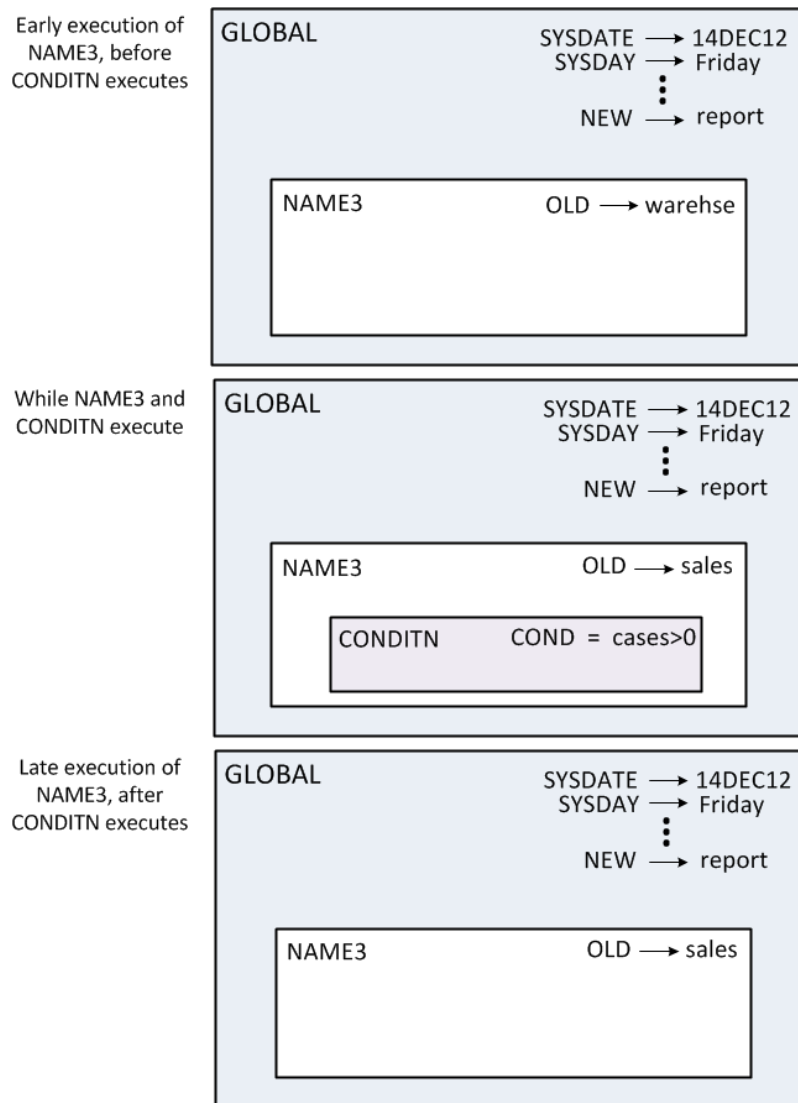 Early execution of
NAME3, before
CONDITN executes
GLOBAL
SYSDATE → 14DEC12
SYSDAY → Friday
NEW → report
NAME3
OLD → warehse
While NAME3 and
CONDITN execute
GLOBAL
SYSDATE → 14DEC12
SYSDAY → Friday
NEW → report
NAME3
OLD → sales
CONDITN
COND = cases>0
Late execution of
NAME3, after
CONDITN executes
GLOBAL
SYSDATE → 14DEC12
SYSDAY → Friday
NEW → report
NAME3
OLD → sales